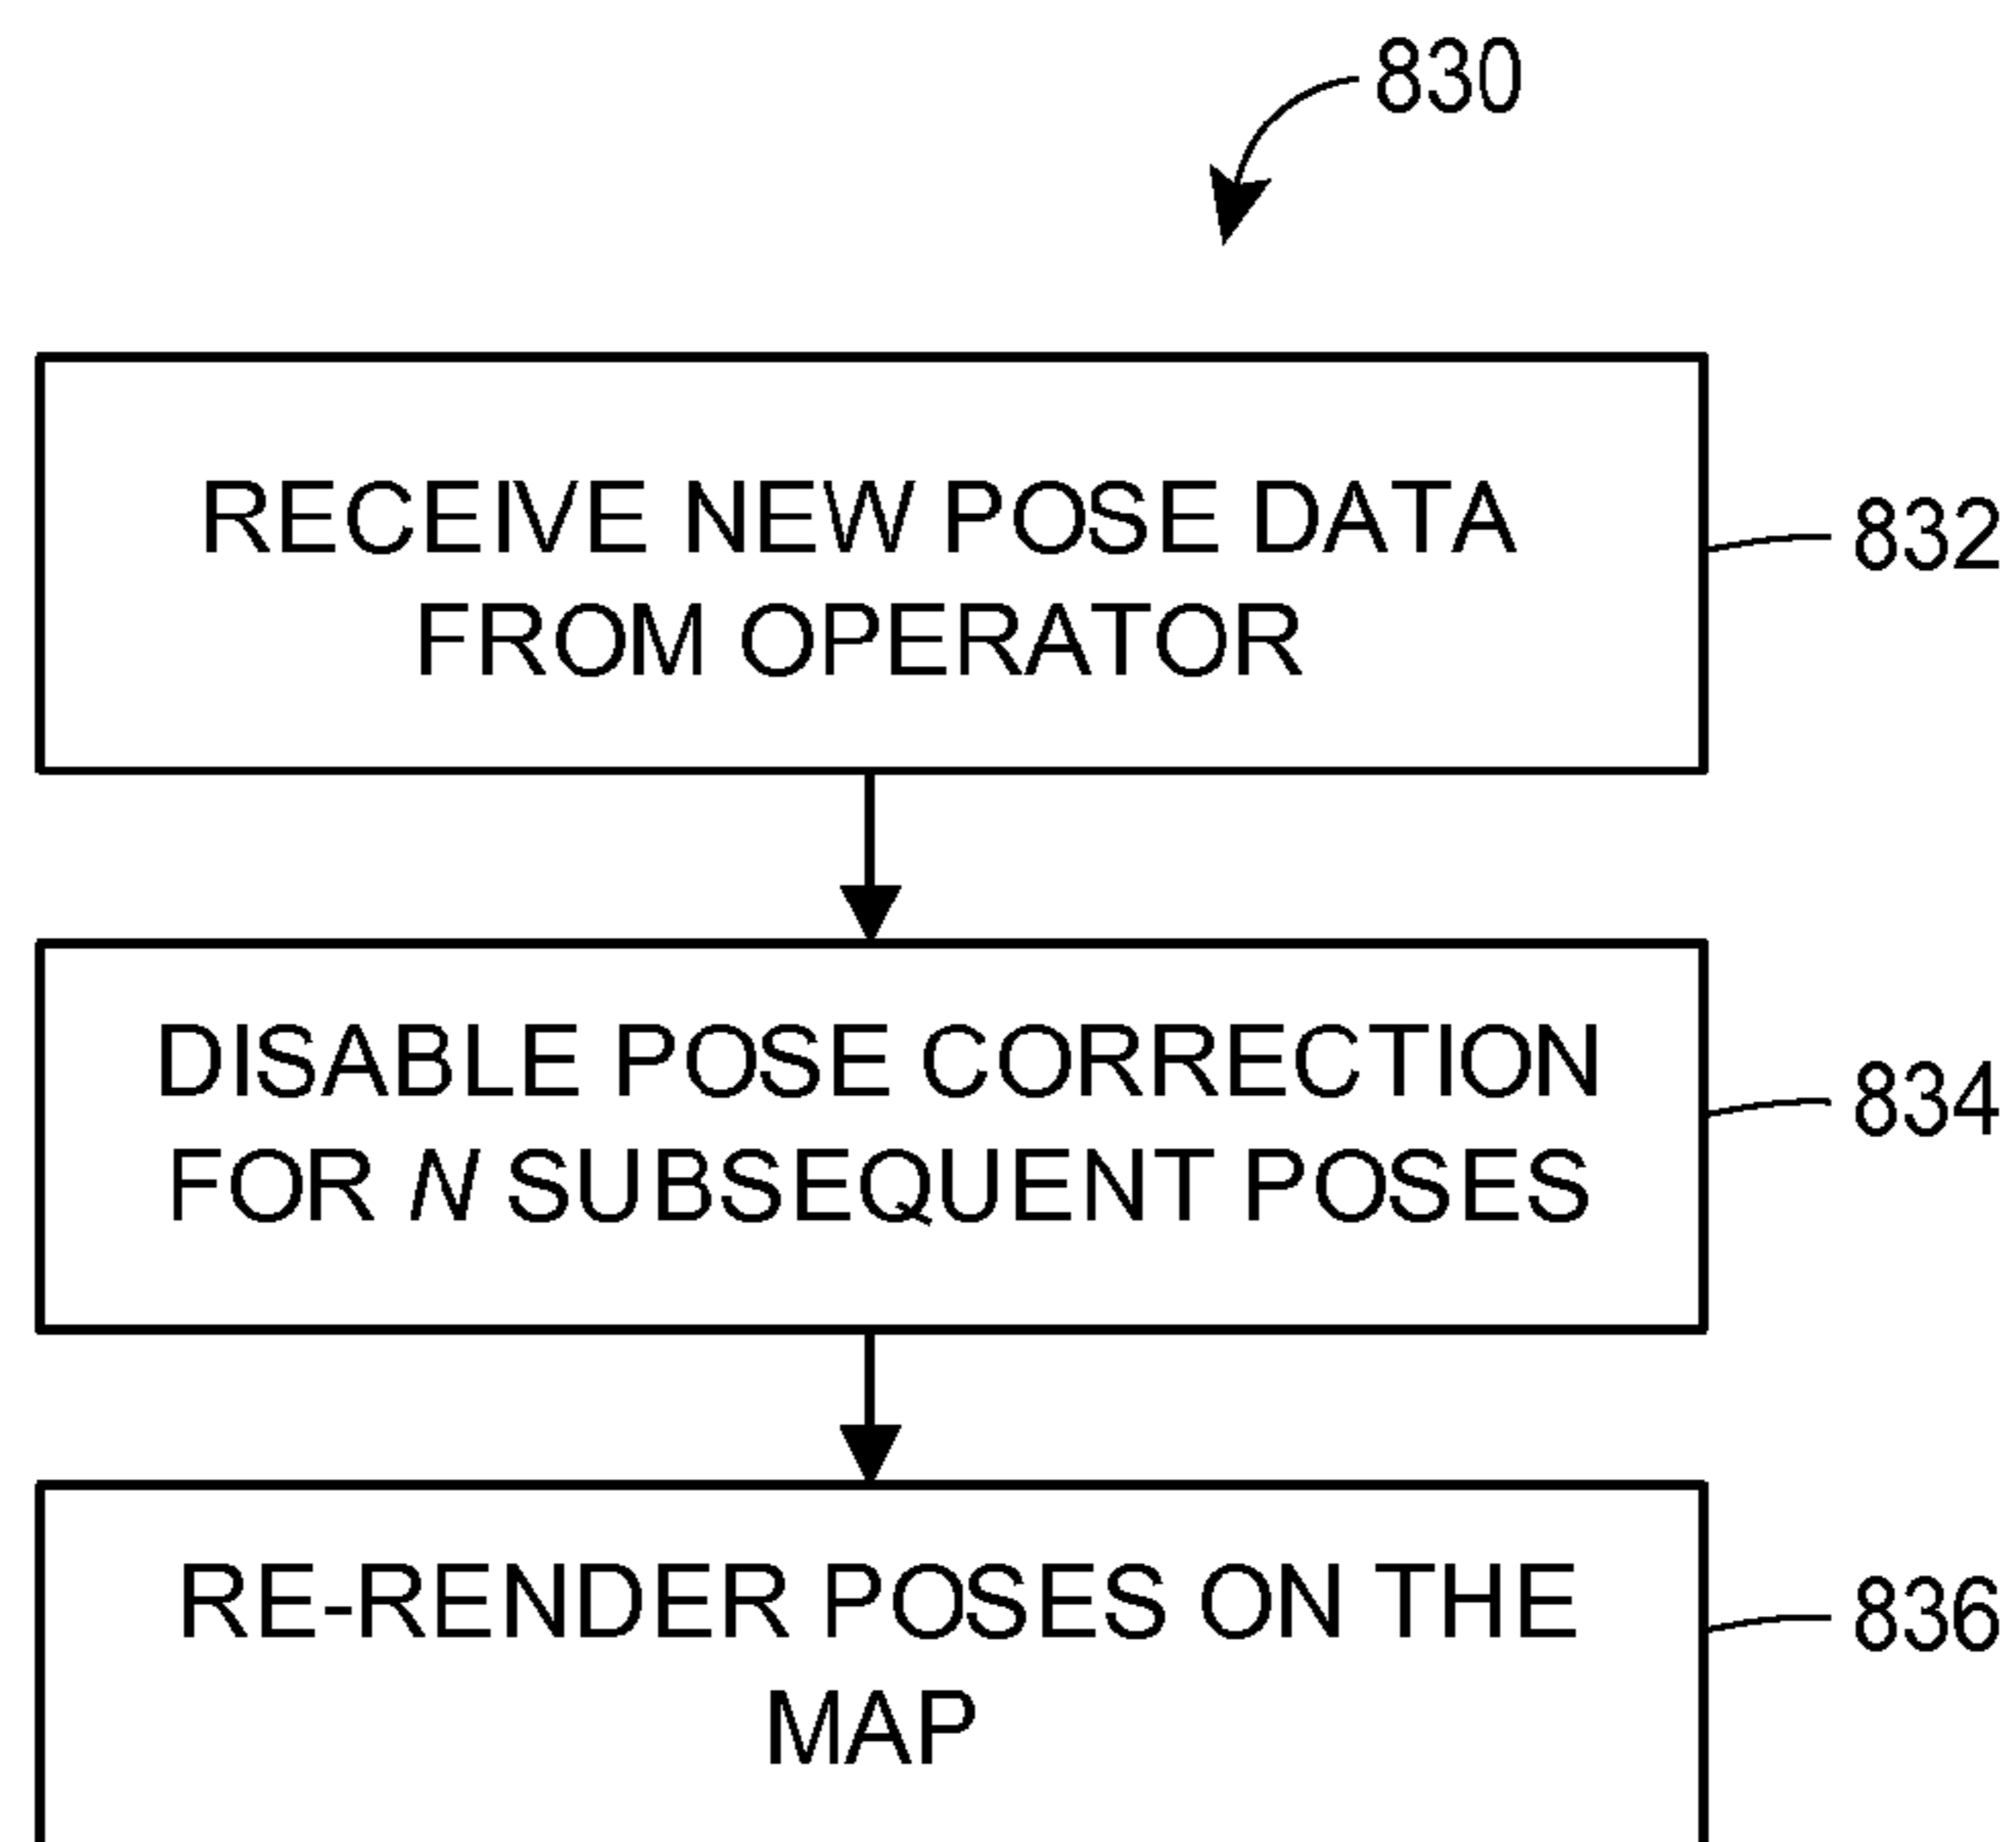 830
RECEIVE NEW POSE DATA
FROM OPERATOR
832
DISABLE POSE CORRECTION
FOR N SUBSEQUENT POSES
834
RE-RENDER POSES ON THE
MAP
836